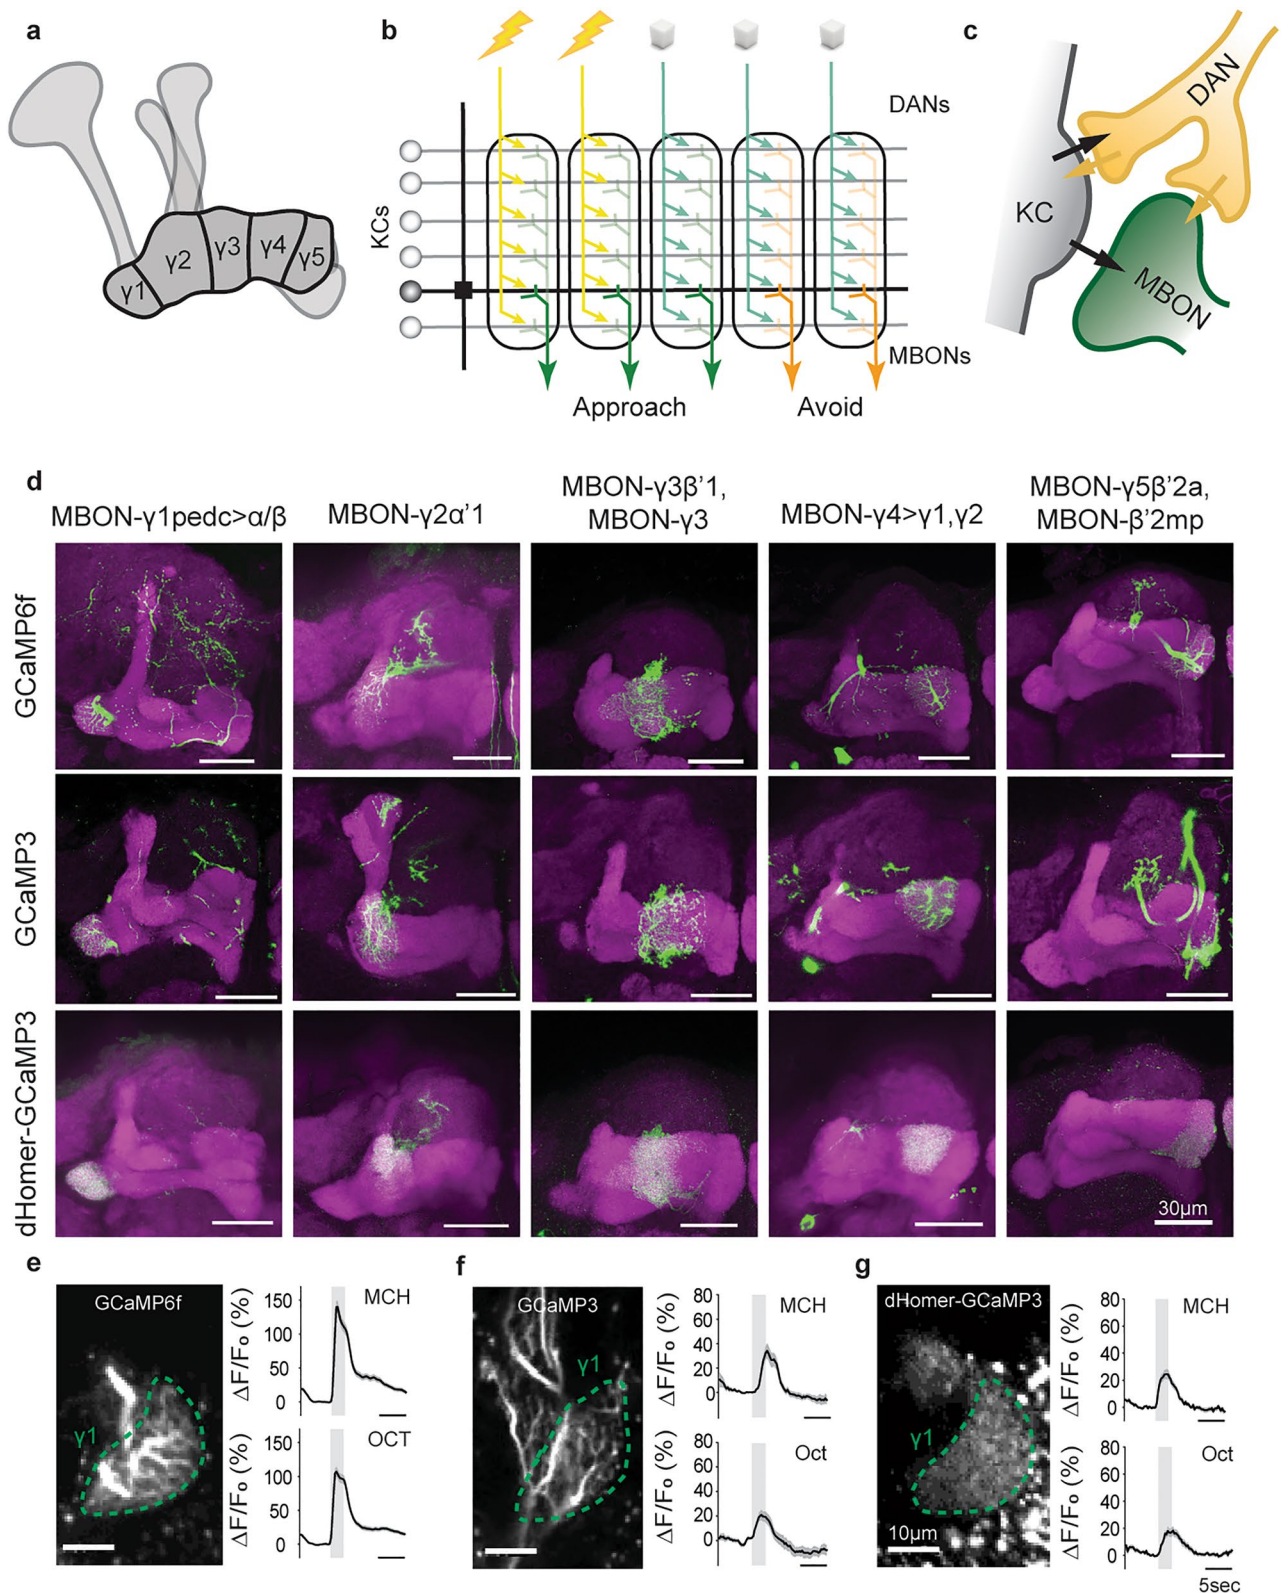 a
γ1
γ2
γ3
γ4
γ5
b
DANs
KCs
MBONs
Approach
Avoid
c
DAN
KC
MBON
d
MBON-γ1pedc>α/β
MBON-γ2α'1
MBON-γ3β'1,
MBON-γ3
MBON-γ4>γ1,γ2
MBON-γ5β'2a,
MBON-β'2mp
GCaMP6f
GCaMP3
dHomer-GCaMP3
30μm
e
GCaMP6f
γ1
ΔF/F₀ (%)
150
100
50
0
MCH
ΔF/F₀ (%)
150
100
50
0
OCT
f
GCaMP3
γ1
ΔF/F₀ (%)
80
60
40
20
0
MCH
ΔF/F₀ (%)
80
60
40
20
0
Oct
g
dHomer-GCaMP3
γ1
10μm
ΔF/F₀ (%)
80
60
40
20
0
MCH
ΔF/F₀ (%)
80
60
40
20
0
Oct
5sec